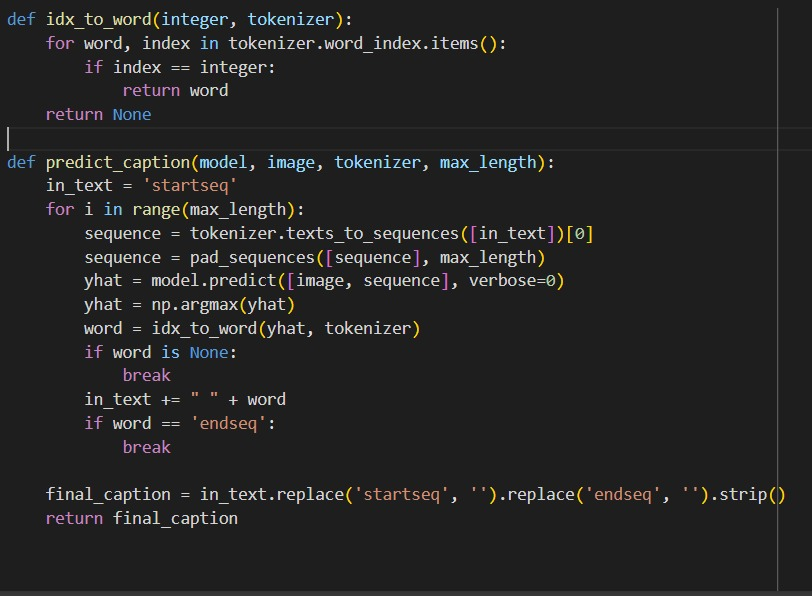 def idx_to_word(integer, tokenizer):
    for word, index in tokenizer.word_index.items():
        if index == integer:
            return word
    return None

def predict_caption(model, image, tokenizer, max_length):
    in_text = 'startseq'
    for i in range(max_length):
        sequence = tokenizer.texts_to_sequences([in_text])[0]
        sequence = pad_sequences([sequence], max_length)
        yhat = model.predict([image, sequence], verbose=0)
        yhat = np.argmax(yhat)
        word = idx_to_word(yhat, tokenizer)
        if word is None:
            break
        in_text += " " + word
        if word == 'endseq':
            break

    final_caption = in_text.replace('startseq', '').replace('endseq', '').strip()
    return final_caption